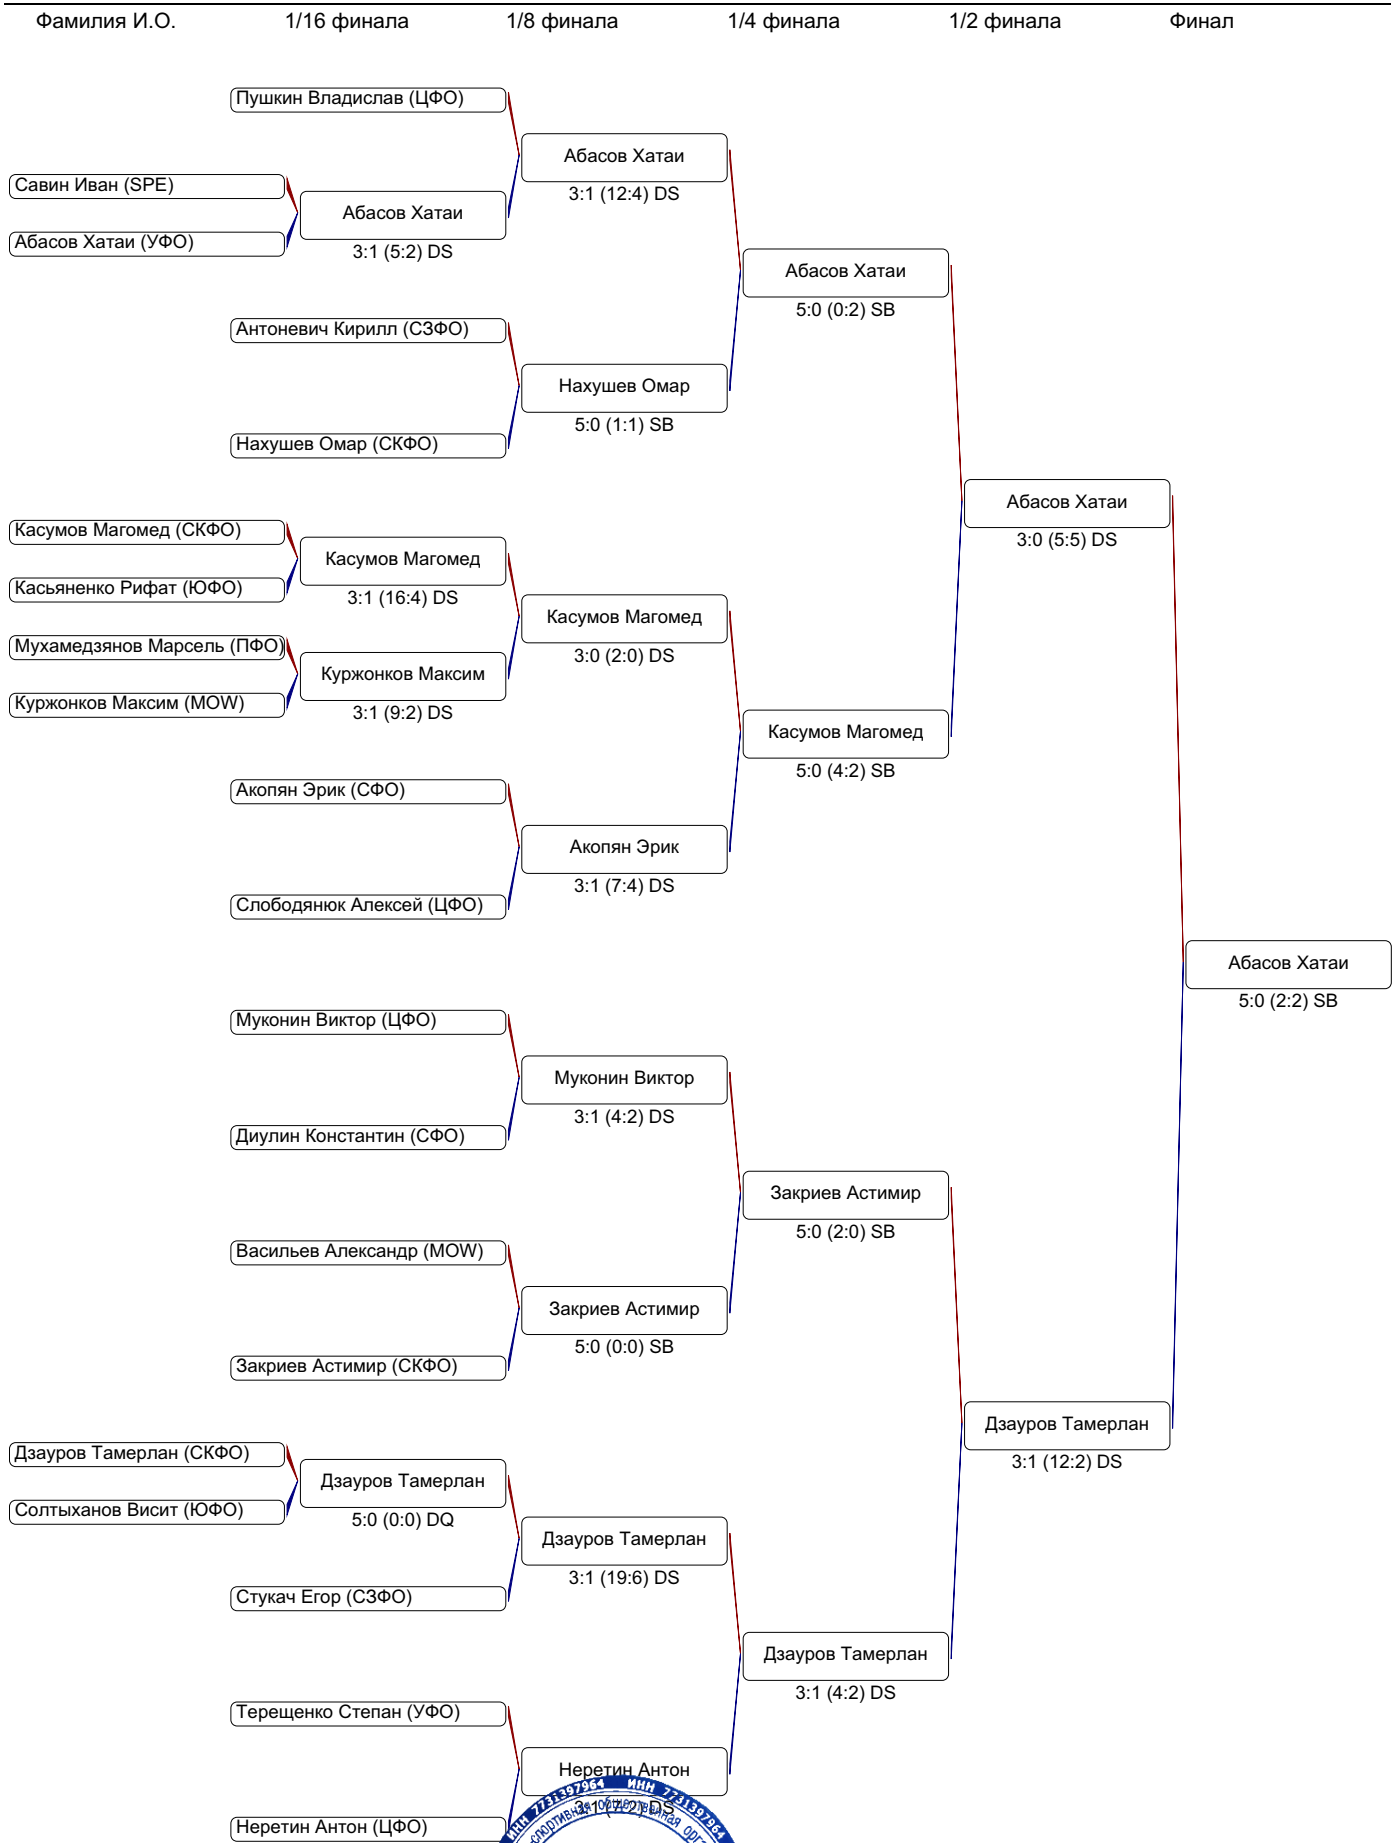 Фамилия И.О. 1/16 финала 1/8 финала 1/4 финала 1/2 финала Финал
Пушкин Владислав (ЦФО)
Абасов Хатаи
Савин Иван (SPE)
3:1 (12:4) DS
Абасов Хатаи
Абасов Хатаи (УФО)
3:1 (5:2) DS
Абасов Хатаи
5:0 (0:2) SB
Антоневич Кирилл (СЗФО)
Нахушев Омар
5:0 (1:1) SB
Нахушев Омар (СКФО)
Абасов Хатаи
Касумов Магомед (СКФО)
3:0 (5:5) DS
Касумов Магомед
Касьяненко Рифат (ЮФО)
3:1 (16:4) DS
Касумов Магомед
Мухамедзянов Марсель (ПФО)
3:0 (2:0) DS
Куржонков Максим
Куржонков Максим (MOW)
3:1 (9:2) DS
Касумов Магомед
5:0 (4:2) SB
Акопян Эрик (СФО)
Акопян Эрик
3:1 (7:4) DS
Слободянюк Алексей (ЦФО)
Абасов Хатаи
5:0 (2:2) SB
Муконин Виктор (ЦФО)
Муконин Виктор
3:1 (4:2) DS
Диулин Константин (СФО)
Закриев Астимир
5:0 (2:0) SB
Васильев Александр (MOW)
Закриев Астимир
5:0 (0:0) SB
Закриев Астимир (СКФО)
Дзауров Тамерлан
Дзауров Тамерлан (СКФО)
3:1 (12:2) DS
Дзауров Тамерлан
Солтыханов Висит (ЮФО)
5:0 (0:0) DQ
Дзауров Тамерлан
3:1 (19:6) DS
Стукач Егор (СЗФО)
Дзауров Тамерлан
3:1 (4:2) DS
Терещенко Степан (УФО)
Неретин Антон
ИНН 7731397964 ИНН 7731397964
3:1 (7:2) DS
Неретин Антон (ЦФО)